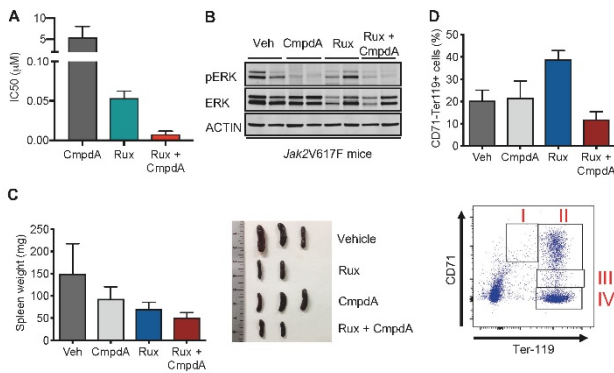 A
IC50 (µM)
10
5
0
0.10
0.05
0.00
CmpdA
Rux
Rux +
CmpdA
B
Veh
CmpdA
Rux
Rux +
CmpdA
pERK
ERK
ACTIN
Jak2V617F mice
D
CD71-Ter119+ cells (%)
50
40
30
20
10
0
Veh
CmpdA
Rux
Rux +
CmpdA
C
Spleen weight (mg)
250
200
150
100
50
0
Veh
CmpdA
Rux
Rux +
CmpdA
Vehicle
Rux
CmpdA
Rux + CmpdA
I
II
III
IV
CD71
Ter-119